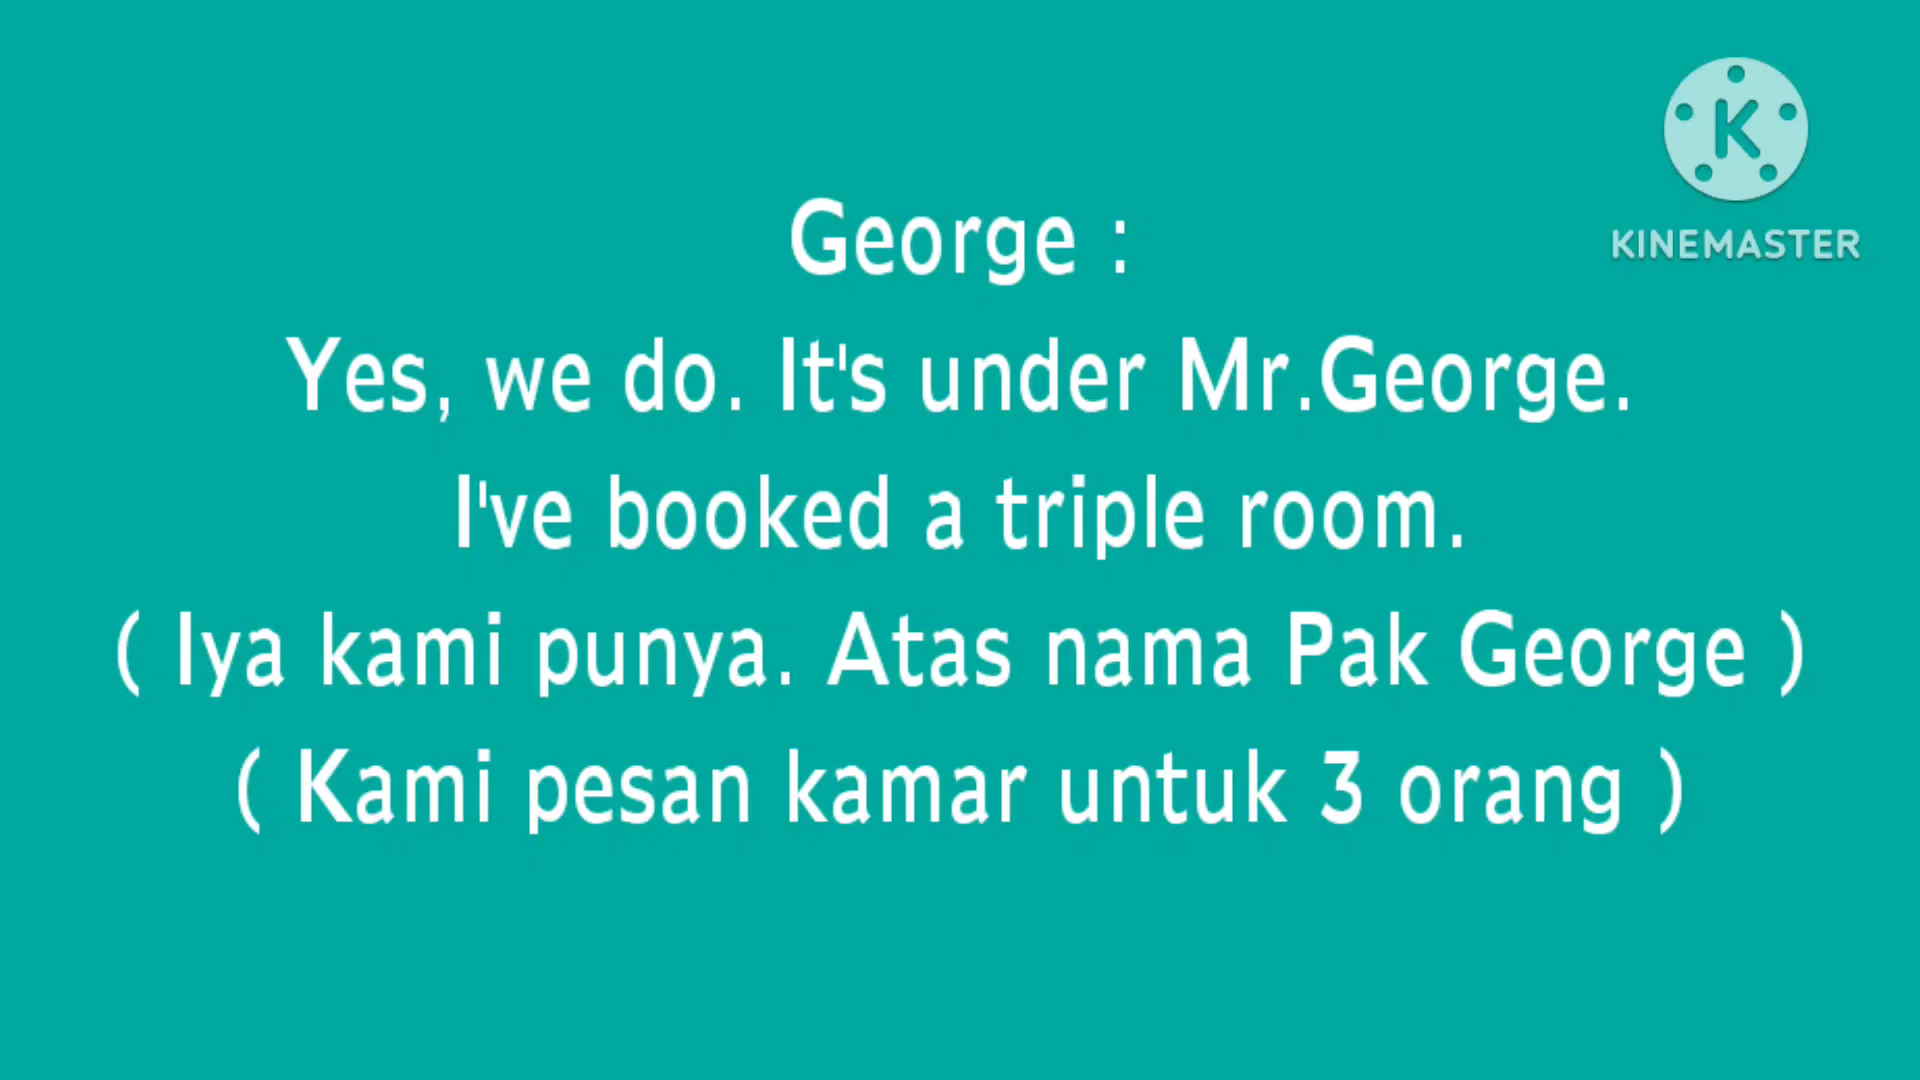 K
KINEMASTER
George :
Yes, we do. It's under Mr.George.
I've booked a triple room.
( Iya kami punya. Atas nama Pak George )
( Kami pesan kamar untuk 3 orang )